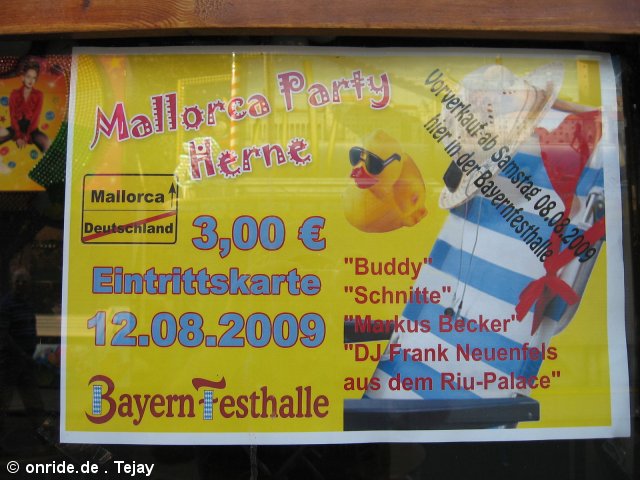 Mallorca Party
Herne
Vorverkauf ab Samstag 08.08.2009
hier in der Bayernfesthalle
Mallorca
Deutschland
3,00 €
Eintrittskarte
12.08.2009
"Buddy"
"Schnitte"
"Markus Becker"
"DJ Frank Neuenfels
aus dem Riu-Palace"
BayernFesthalle
© onride.de . Tejay